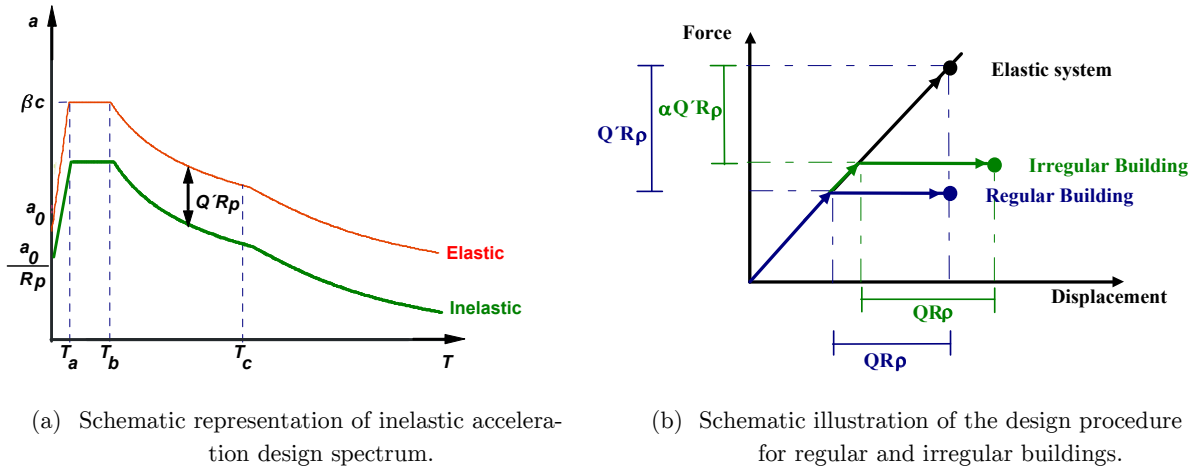 a
βc
a0
a0
Rp
Q´Rp
Elastic
Inelastic
Ta
Tb
Tc
T
(a) Schematic representation of inelastic accelera-
tion design spectrum.
Force
Elastic system
αQ´Rρ
Q´Rρ
Irregular Building
Regular Building
Displacement
QRρ
QRρ
(b) Schematic illustration of the design procedure
for regular and irregular buildings.